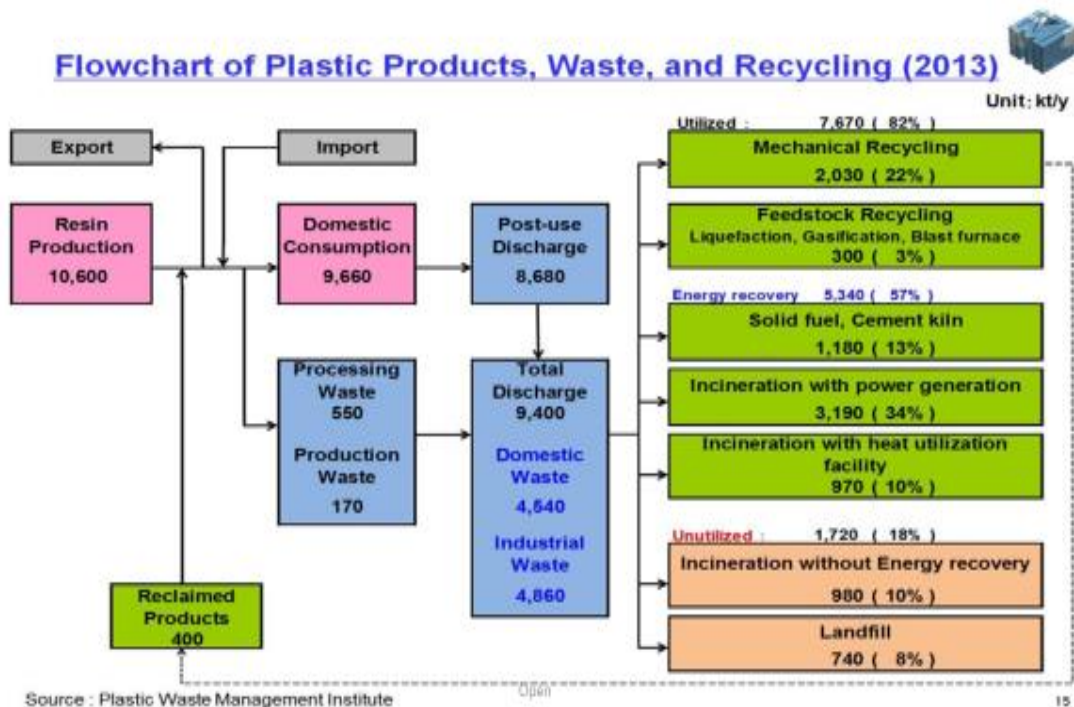 Flowchart of Plastic Products, Waste, and Recycling (2013)
Unit: kt/y
Export
Import
Resin
Production
10,600
Domestic
Consumption
9,660
Post-use
Discharge
8,680
Processing
Waste
550
Production
Waste
170
Total
Discharge
9,400
Domestic
Waste
4,540
Industrial
Waste
4,860
Reclaimed
Products
400
Utilized : 7,670 ( 82% )
Mechanical Recycling
2,030 ( 22% )
Feedstock Recycling
Liquefaction, Gasification, Blast furnace
300 ( 3% )
Energy recovery 5,340 ( 57% )
Solid fuel, Cement kiln
1,180 ( 13% )
Incineration with power generation
3,190 ( 34% )
Incineration with heat utilization
facility
970 ( 10% )
Unutilized : 1,720 ( 18% )
Incineration without Energy recovery
980 ( 10% )
Landfill
740 ( 8% )
Open
Source : Plastic Waste Management Institute
15